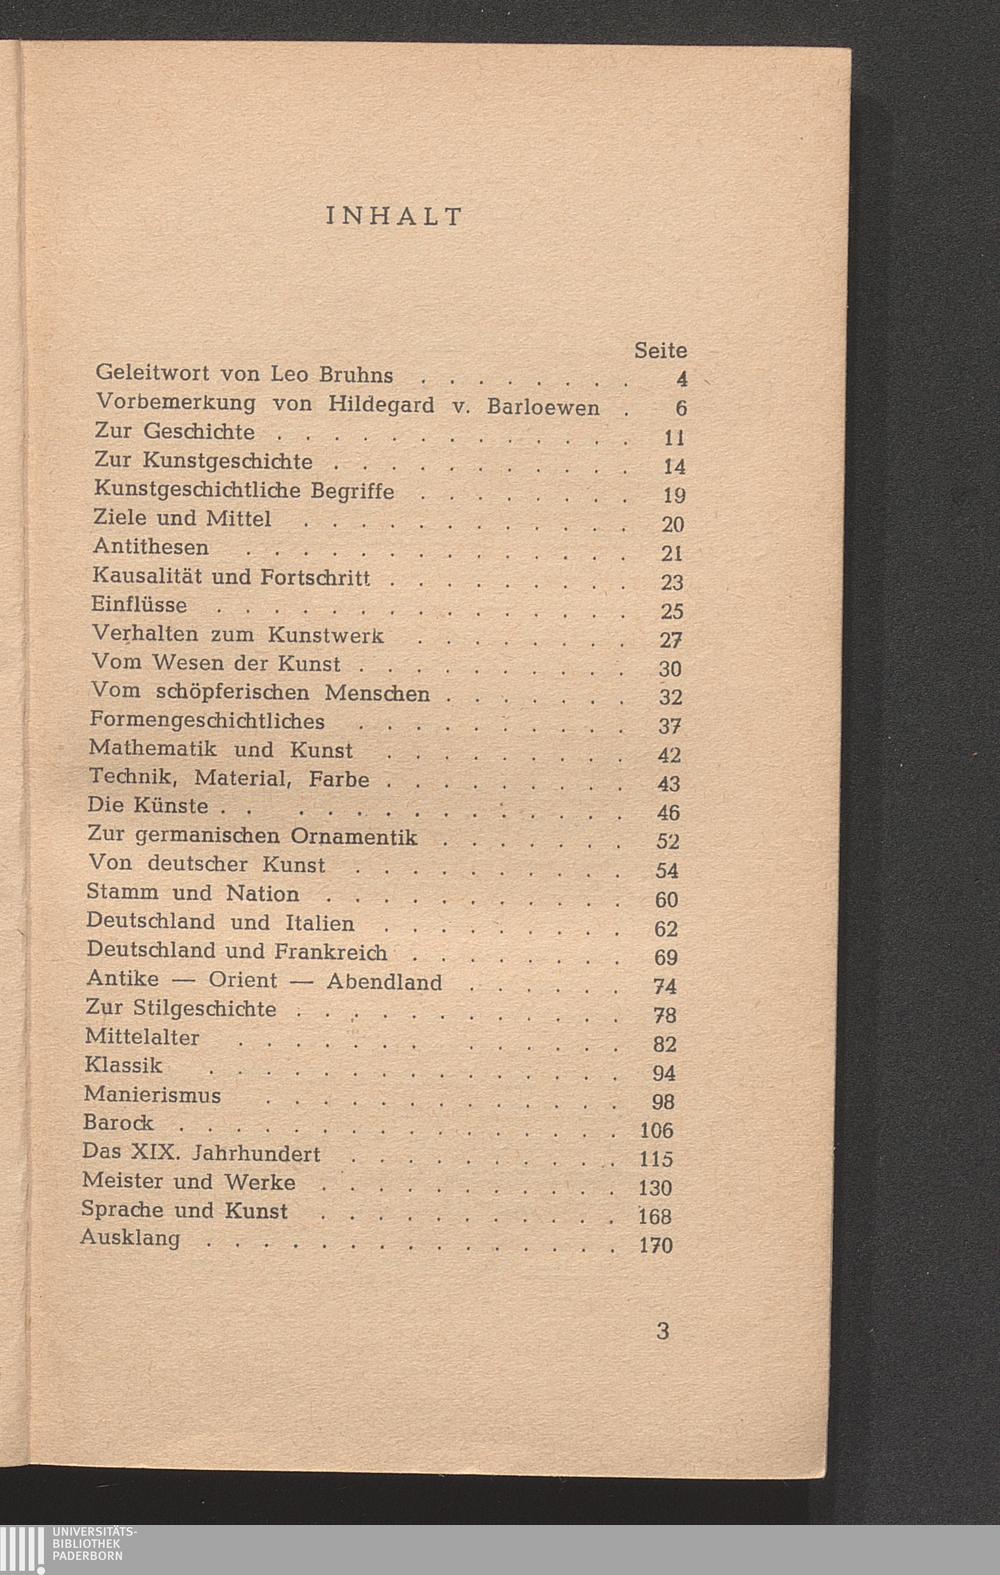 INHALT
Seite
Geleitwort von Leo Bruhns . . . . . . . . 4
Vorbemerkung von Hildegard v. Barloewen . 6
Zur Geschichte . . . . . . . . . . . . . 11
Zur Kunstgeschichte . . . . . . . . . . . 14
Kunstgeschichtliche Begriffe . . . . . . . . 19
Ziele und Mittel . . . . . . . . . . . . 20
Antithesen . . . . . . . . . . . . . . 21
Kausalität und Fortschritt . . . . . . . . . 23
Einflüsse . . . . . . . . . . . . . . . 25
Verhalten zum Kunstwerk . . . . . . . . 27
Vom Wesen der Kunst . . . . . . . . . . 30
Vom schöpferischen Menschen . . . . . . . 32
Formengeschichtliches . . . . . . . . . . 37
Mathematik und Kunst . . . . . . . . . 42
Technik, Material, Farbe . . . . . . . . . 43
Die Künste . . . . . . . . . . . . . . 46
Zur germanischen Ornamentik . . . . . . . 52
Von deutscher Kunst . . . . . . . . . . 54
Stamm und Nation . . . . . . . . . . . 60
Deutschland und Italien . . . . . . . . . 62
Deutschland und Frankreich . . . . . . . . 69
Antike — Orient — Abendland . . . . . . 74
Zur Stilgeschichte . . . . . . . . . . . . 78
Mittelalter . . . . . . . . . . . . . 82
Klassik . . . . . . . . . . . . . . . 94
Manierismus . . . . . . . . . . . . . 98
Barock . . . . . . . . . . . . . . . . 106
Das XIX. Jahrhundert . . . . . . . . . . 115
Meister und Werke . . . . . . . . . . . 130
Sprache und Kunst . . . . . . . . . . . 168
Ausklang . . . . . . . . . . . . . . . 170
3
UNIVERSITÄTS-
BIBLIOTHEK
PADERBORN